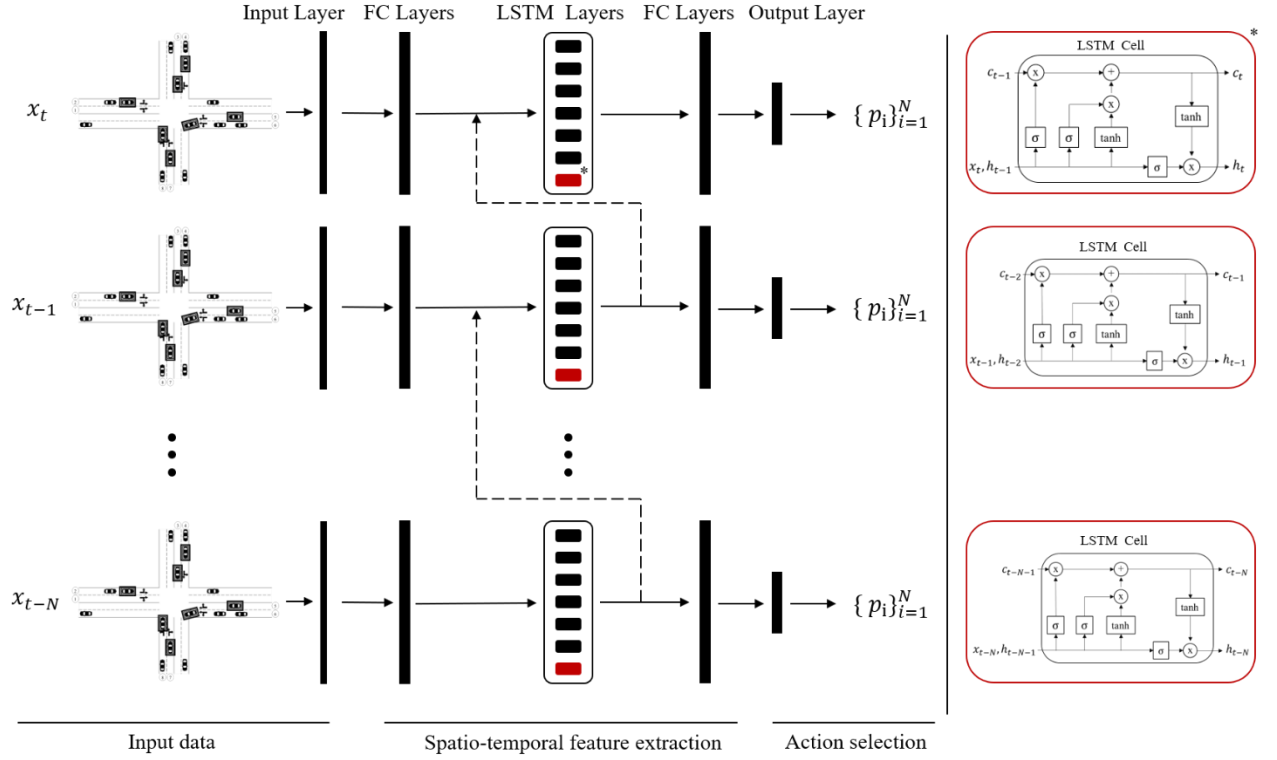 Input Layer FC Layers LSTM Layers FC Layers Output Layer
*
LSTM Cell
c_{t−1} x + c_t
x
x_t
{ p_i }_{i=1}^N
σ σ tanh tanh
*
x_t, h_{t−1} σ x h_t
LSTM Cell
c_{t−2} x + c_{t−1}
x
x_{t−1}
{ p_i }_{i=1}^N
σ σ tanh tanh
x_{t−1}, h_{t−2} σ x h_{t−1}
LSTM Cell
c_{t−N−1} x + c_{t−N}
x
x_{t−N}
{ p_i }_{i=1}^N
σ σ tanh tanh
x_{t−N}, h_{t−N−1} σ x h_{t−N}
Input data Spatio-temporal feature extraction Action selection